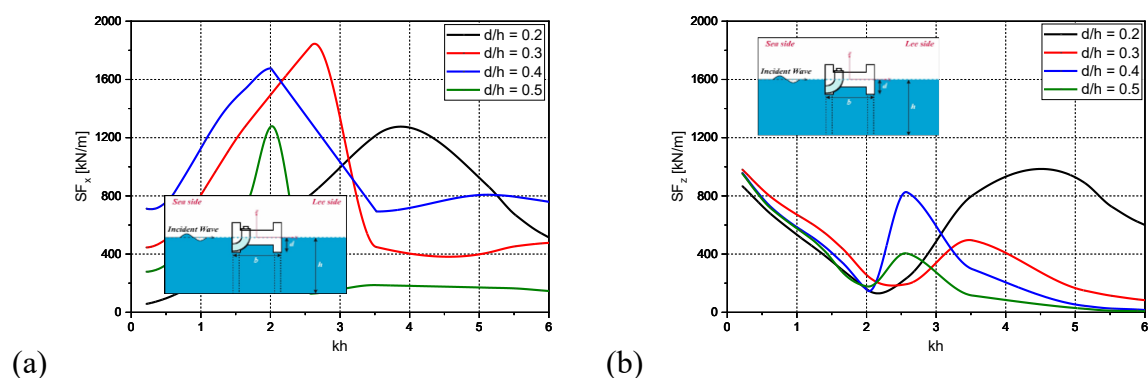 2000
1600
1200
800
400
0
SFx [kN/m]
0 1 2 3 4 5 6
kh
d/h = 0.2
d/h = 0.3
d/h = 0.4
d/h = 0.5
Sea side
Lee side
Incident Wave
b
d
h
(a)
2000
1600
1200
800
400
0
SFz [kN/m]
0 1 2 3 4 5 6
kh
d/h = 0.2
d/h = 0.3
d/h = 0.4
d/h = 0.5
Sea side
Lee side
Incident Wave
b
d
h
(b)